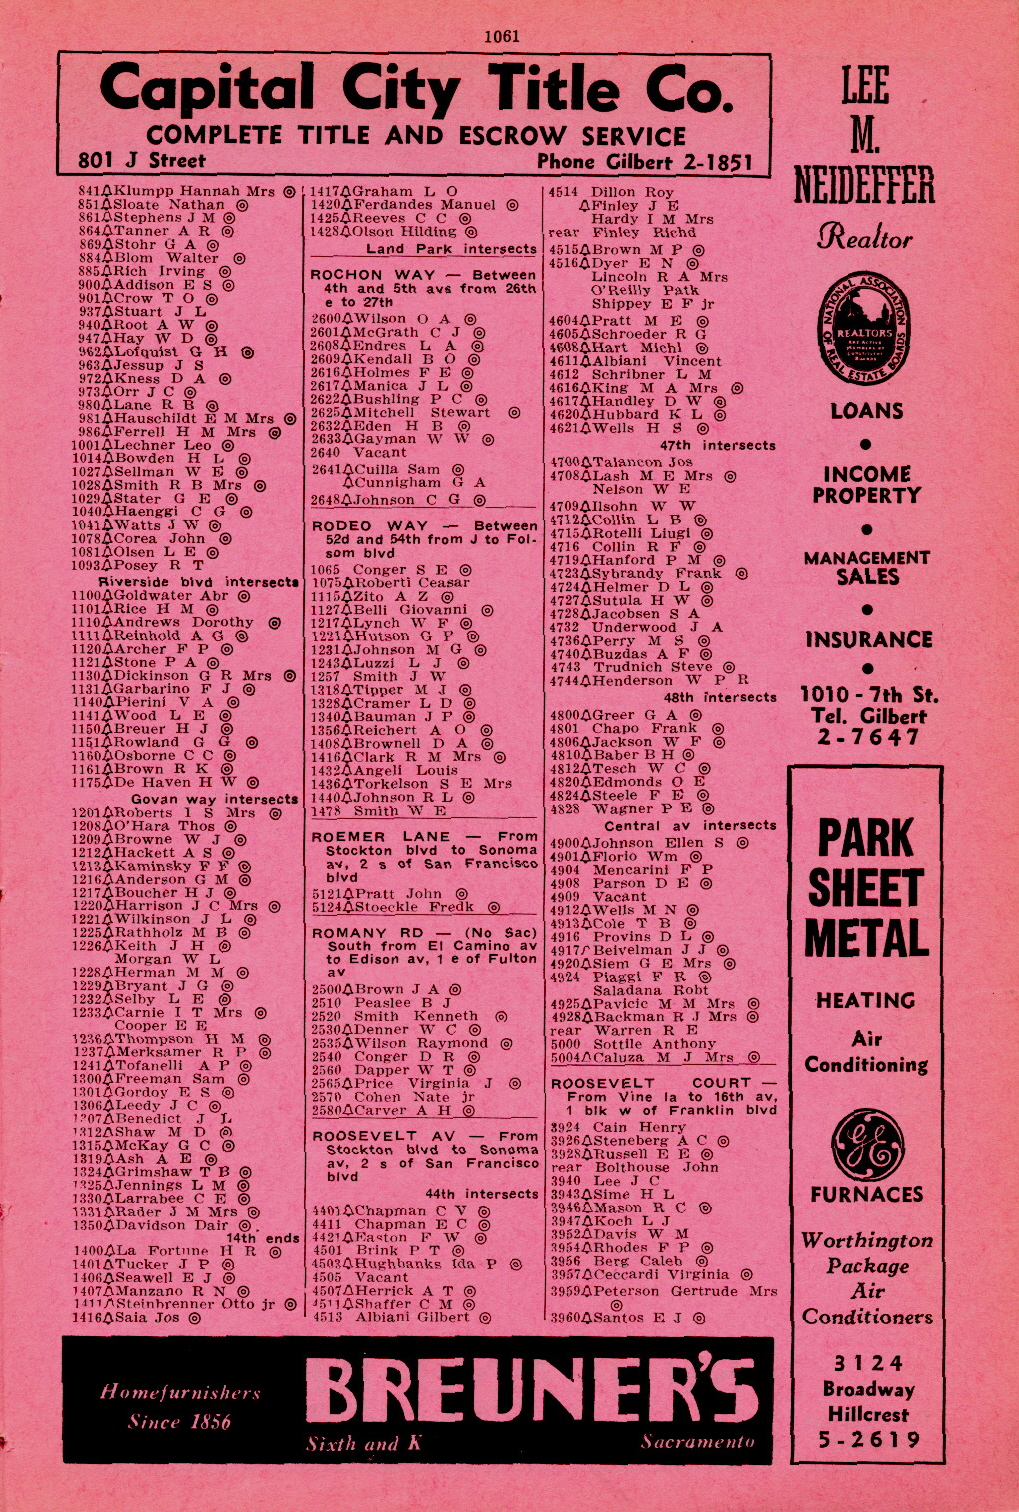 1061
Capital City Title Co.
COMPLETE TITLE AND ESCROW SERVICE
801 J Street Phone Gilbert 2-1851
841△Klumpp Hannah Mrs ◎
851△Sloate Nathan ◎
861△Stephens J M ◎
864△Tanner A R ◎
869△Stohr G A ◎
884△Blom Walter ◎
885△Rich Irving ◎
900△Addison E S ◎
901△Crow T O ◎
937△Stuart J L
940△Root A W ◎
947△Hay W D ◎
962△Lofquist G H ◎
963△Jessup J S
972△Kness D A ◎
973△Orr J C ◎
980△Lane R R ◎
981△Hauschildt E M Mrs ◎
986△Ferrell H M Mrs ◎
1001△Lechner Leo ◎
1014△Bowden H L ◎
1027△Sellman W E ◎
1028△Smith R B Mrs ◎
1029△Stater G E ◎
1040△Haenggi C G ◎
1041△Watts J W ◎
1078△Corea John ◎
1081△Olsen L E ◎
1093△Posey R T
Riverside blvd intersects
1100△Goldwater Abr ◎
1101△Rice H M ◎
1110△Andrews Dorothy ◎
1111△Reinhold A G ◎
1120△Archer F P ◎
1121△Stone P A ◎
1130△Dickinson G R Mrs ◎
1131△Garbarino F J ◎
1140△Pierini V A ◎
1141△Wood L E ◎
1150△Breuer H J ◎
1151△Rowland G G ◎
1160△Osborne C C ◎
1161△Brown R K ◎
1175△De Haven H W ◎
Govan way intersects
1201△Roberts I S Mrs ◎
1208△O'Hara Thos ◎
1209△Browne W J ◎
1212△Hackett A S ◎
1213△Kaminsky F F ◎
1216△Anderson G M ◎
1217△Boucher H J ◎
1220△Harrison J C Mrs ◎
1221△Wilkinson J L ◎
1225△Rathholz M B ◎
1226△Keith J H ◎
Morgan W L
1228△Herman M M ◎
1229△Bryant J G ◎
1232△Selby L E ◎
1233△Carnie I T Mrs ◎
Cooper E E
1236△Thompson H M ◎
1237△Merksamer R P ◎
1241△Tofanelli A P ◎
1300△Freeman Sam ◎
1301△Gordoy E S ◎
1306△Leedy J C ◎
1307△Benedict J L
1312△Shaw M D ◎
1315△McKay G C ◎
1319△Ash A E ◎
1324△Grimshaw T B ◎
1325△Jennings L M ◎
1330△Larrabee C E ◎
1331△Rader J M Mrs ◎
1350△Davidson Dair ◎
14th ends
1400△La Fortune H R ◎
1401△Tucker J P ◎
1406△Seawell E J ◎
1407△Manzano R N ◎
1411△Steinbrenner Otto jr ◎
1416△Saia Jos ◎
1417△Graham L O
1420△Ferdandes Manuel ◎
1425△Reeves C C ◎
1428△Olson Hilding ◎
Land Park intersects
ROCHON WAY — Between
4th and 5th avs from 26th
e to 27th
2600△Wilson O A ◎
2601△McGrath C J ◎
2608△Endres L A ◎
2609△Kendall B O ◎
2616△Holmes F E ◎
2617△Manica J L ◎
2622△Bushling P C ◎
2625△Mitchell Stewart ◎
2632△Eden H B ◎
2633△Gayman W W ◎
2640 Vacant
2641△Cuilla Sam ◎
△Cunnigham G A
2648△Johnson C G ◎
RODEO WAY — Between
52d and 54th from J to Fol-
som blvd
1065 Conger S E ◎
1075△Roberti Ceasar
1115△Zito A Z ◎
1127△Belli Giovanni ◎
1217△Lynch W F ◎
1221△Hutson G P ◎
1231△Johnson M G ◎
1243△Luzzi L J ◎
1257 Smith J W
1318△Tipper M J ◎
1328△Cramer L D ◎
1340△Bauman J P ◎
1356△Reichert A O ◎
1408△Brownell D A ◎
1416△Clark R M Mrs ◎
1432△Angeli Louis
1436△Torkelson S E Mrs
1440△Johnson R L ◎
1478 Smith W E
ROEMER LANE — From
Stockton blvd to Sonoma
av, 2 s of San Francisco
blvd
5121△Pratt John ◎
5124△Stoeckle Fredk ◎
ROMANY RD — (No Sac)
South from El Camino av
to Edison av, 1 e of Fulton
av
2500△Brown J A ◎
2510 Peaslee B J
2520 Smith Kenneth ◎
2530△Denner W C ◎
2535△Wilson Raymond ◎
2540 Conger D R ◎
2560 Dapper W T ◎
2565△Price Virginia J ◎
2570 Cohen Nate jr
2580△Carver A H ◎
ROOSEVELT AV — From
Stockton blvd to Sonoma
av, 2 s of San Francisco
blvd
44th intersects
4401△Chapman C V ◎
4411 Chapman E C ◎
4421△Easton F W ◎
4501 Brink P T ◎
4503△Hughbanks Ida P ◎
4505 Vacant
4507△Herrick A T ◎
4511△Shaffer C M ◎
4513 Albiani Gilbert ◎
4514 Dillon Roy
△Finley J E
Hardy I M Mrs
rear Finley Richd
4515△Brown M P ◎
4516△Dyer E N ◎
Lincoln R A Mrs
O'Reilly Patk
Shippey E F jr
4604△Pratt M E ◎
4605△Schroeder R G
4608△Hart Michl ◎
4611△Albiani Vincent
4612 Schribner L M
4616△King M A Mrs ◎
4617△Handley D W ◎
4620△Hubbard K L ◎
4621△Wells H S ◎
47th intersects
4700△Talancon Jos
4708△Lash M E Mrs ◎
Nelson W E
4709△Ilsohn W W
4712△Collin L B ◎
4715△Rotelli Liugi ◎
4716 Collin R F ◎
4719△Hanford P M ◎
4723△Sybrandy Frank ◎
4724△Helmer D L ◎
4727△Sutula H W ◎
4728△Jacobsen S A
4732 Underwood J A
4736△Perry M S ◎
4740△Buzdas A F ◎
4743 Trudnich Steve ◎
4744△Henderson W P R
48th intersects
4800△Greer G A ◎
4801 Chapo Frank ◎
4806△Jackson W F ◎
4810△Baber B H ◎
4812△Tesch W C ◎
4820△Edmonds O E
4824△Steele F E ◎
4828 Wagner P E ◎
Central av intersects
4900△Johnson Ellen S ◎
4901△Florio Wm ◎
4904 Mencarini F P
4908 Parson D E ◎
4909 Vacant
4912△Wells M N ◎
4913△Cole T B ◎
4916 Provins D L ◎
4917△Beivelman J J ◎
4920△Siem G E Mrs ◎
4924 Piaggi F R ◎
Saladana Robt
4925△Pavicic M M Mrs ◎
4928△Backman R J Mrs ◎
rear Warren R E
5000 Sottile Anthony
5004△Caluza M J Mrs ◎
ROOSEVELT COURT —
From Vine la to 16th av,
1 blk w of Franklin blvd
3924 Cain Henry
3926△Steneberg A C ◎
3928△Russell E E ◎
rear Bolthouse John
3940 Lee J C
3943△Sime H L
3946△Mason R C ◎
3947△Koch L J
3952△Davis W M
3954△Rhodes F P ◎
3956 Berg Caleb ◎
3957△Ceccardi Virginia ◎
3959△Peterson Gertrude Mrs
◎
3960△Santos E J ◎
LEE
M.
NEIDEFFER
Realtor
NATIONAL ASSOCIATION
OF REAL ESTATE BOARDS
REALTORS
LOANS
•
INCOME
PROPERTY
•
MANAGEMENT
SALES
•
INSURANCE
•
1010 - 7th St.
Tel. Gilbert
2-7647
PARK
SHEET
METAL
HEATING
Air
Conditioning
GE
FURNACES
Worthington
Package
Air
Conditioners
3124
Broadway
Hillcrest
5-2619
Homefurnishers
Since 1856
BREUNER'S
Sixth and K Sacramento